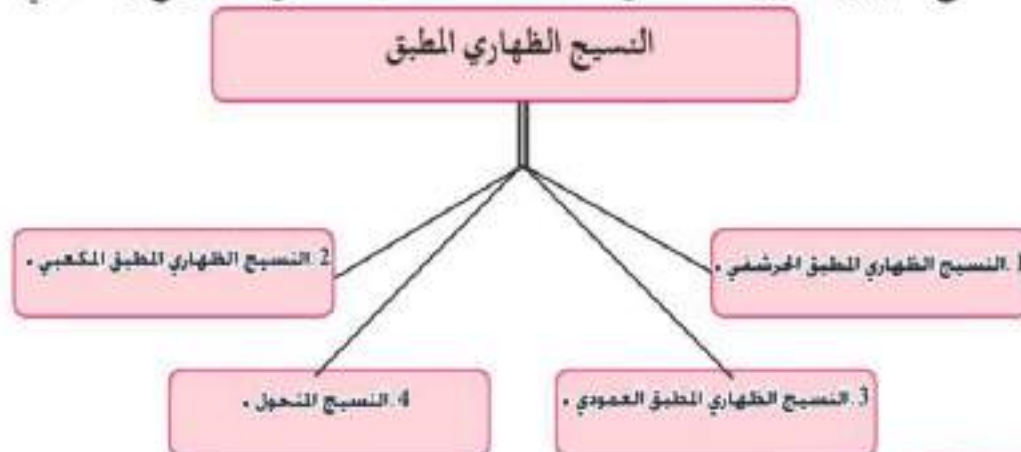 النسيج الظهاري المطبق
1. النسيج الظهاري المطبق الحرشفي .
2. النسيج الظهاري المطبق المكعبي .
3. النسيج الظهاري المطبق العمودي .
4. النسيج المتحول .